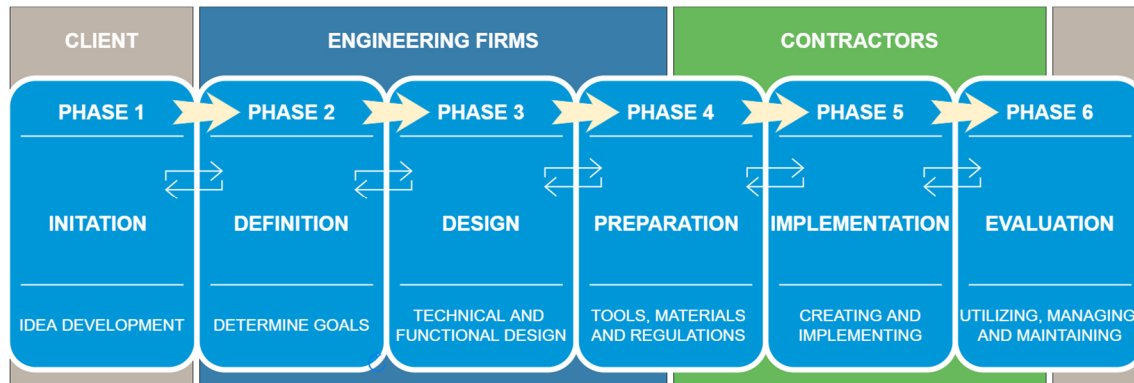 CLIENT
ENGINEERING FIRMS
CONTRACTORS
PHASE 1
PHASE 2
PHASE 3
PHASE 4
PHASE 5
PHASE 6
INITATION
DEFINITION
DESIGN
PREPARATION
IMPLEMENTATION
EVALUATION
IDEA DEVELOPMENT
DETERMINE GOALS
TECHNICAL AND
FUNCTIONAL DESIGN
TOOLS, MATERIALS
AND REGULATIONS
CREATING AND
IMPLEMENTING
UTILIZING, MANAGING
AND MAINTAINING